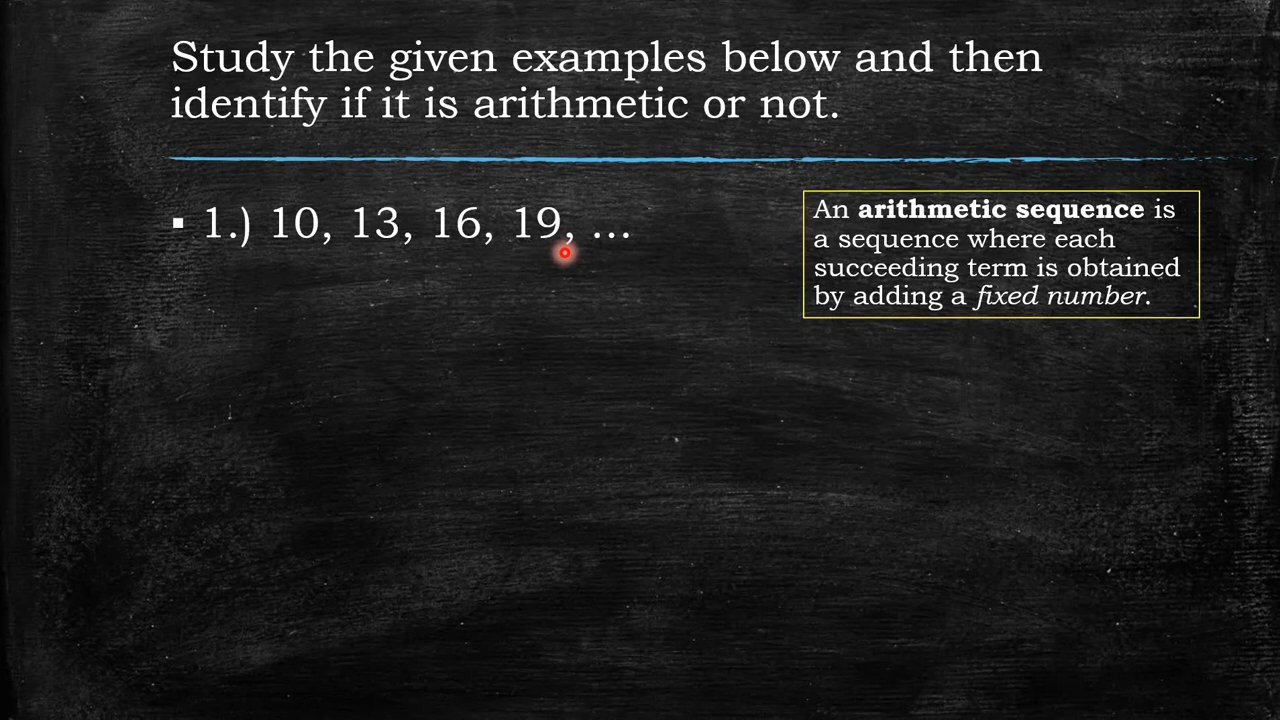 Study the given examples below and then
identify if it is arithmetic or not.
▪ 1.) 10, 13, 16, 19, ...
An arithmetic sequence is
a sequence where each
succeeding term is obtained
by adding a fixed number.